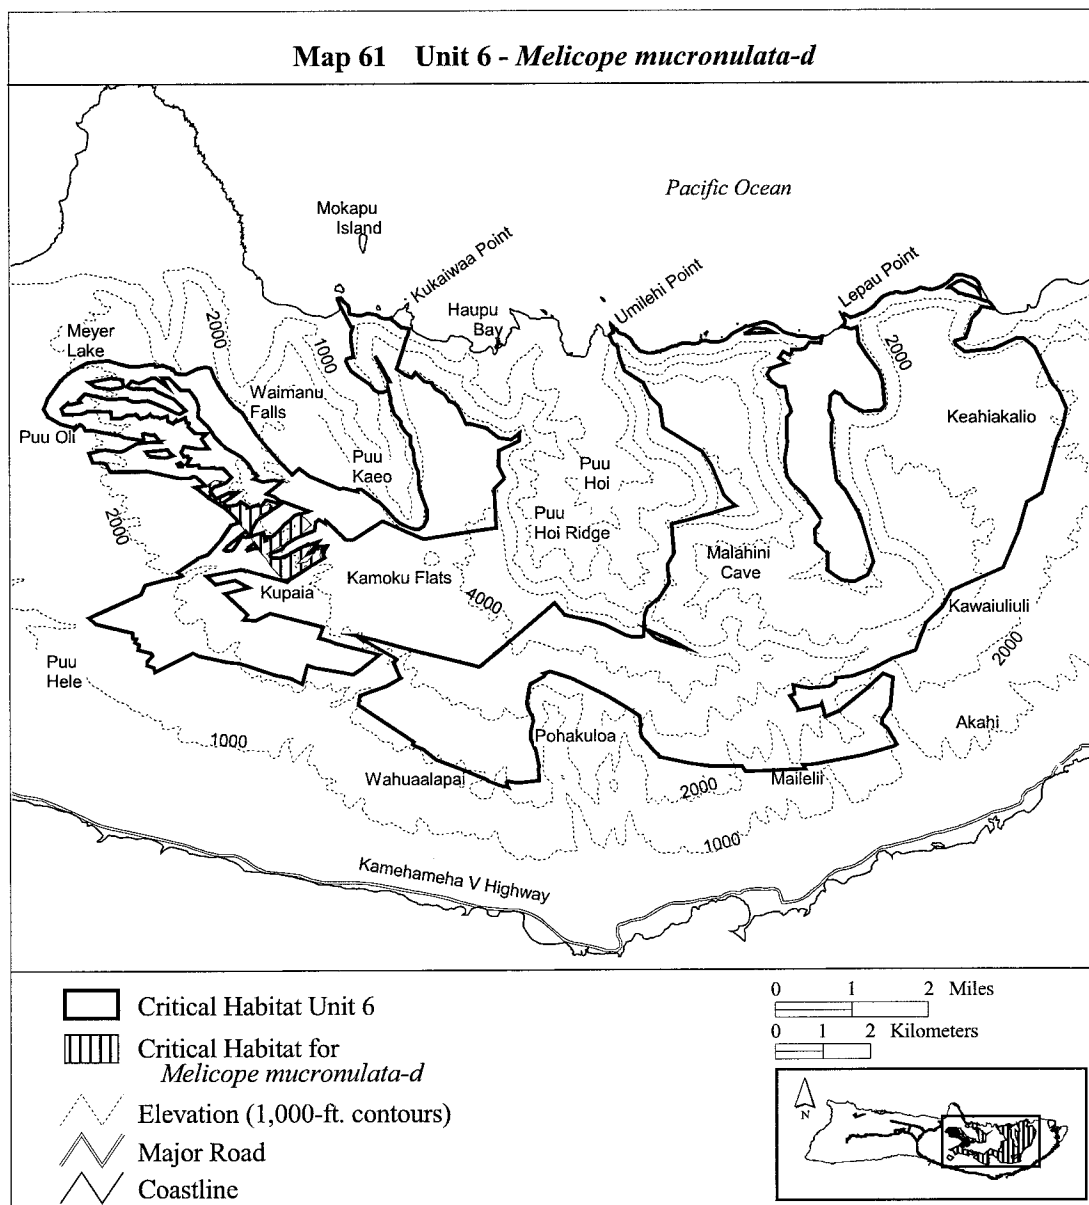 Map 61 Unit 6 - Melicope mucronulata-d
Pacific Ocean
Mokapu
Island
Kukaiwaa Point
Haupu
Bay
Umilehi Point
Lepau Point
Meyer
Lake
2000
1000
2000
Waimanu
Falls
Keahiakalio
Puu Oli
Puu
Kaeo
Puu
Hoi
2000
Puu
Hoi Ridge
Malahini
Cave
Kamoku Flats
Kupaia
4000
Kawaiuliuli
2000
Puu
Hele
1000
Pohakuloa
Akahi
Wahuaalapai
2000
Mailelii
1000
Kamehameha V Highway
Critical Habitat Unit 6
Critical Habitat for
Melicope mucronulata-d
Elevation (1,000-ft. contours)
Major Road
Coastline
0 1 2 Miles
0 1 2 Kilometers
N